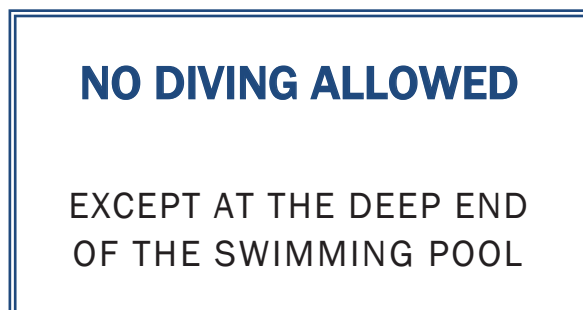 NO DIVING ALLOWED
EXCEPT AT THE DEEP END
OF THE SWIMMING POOL